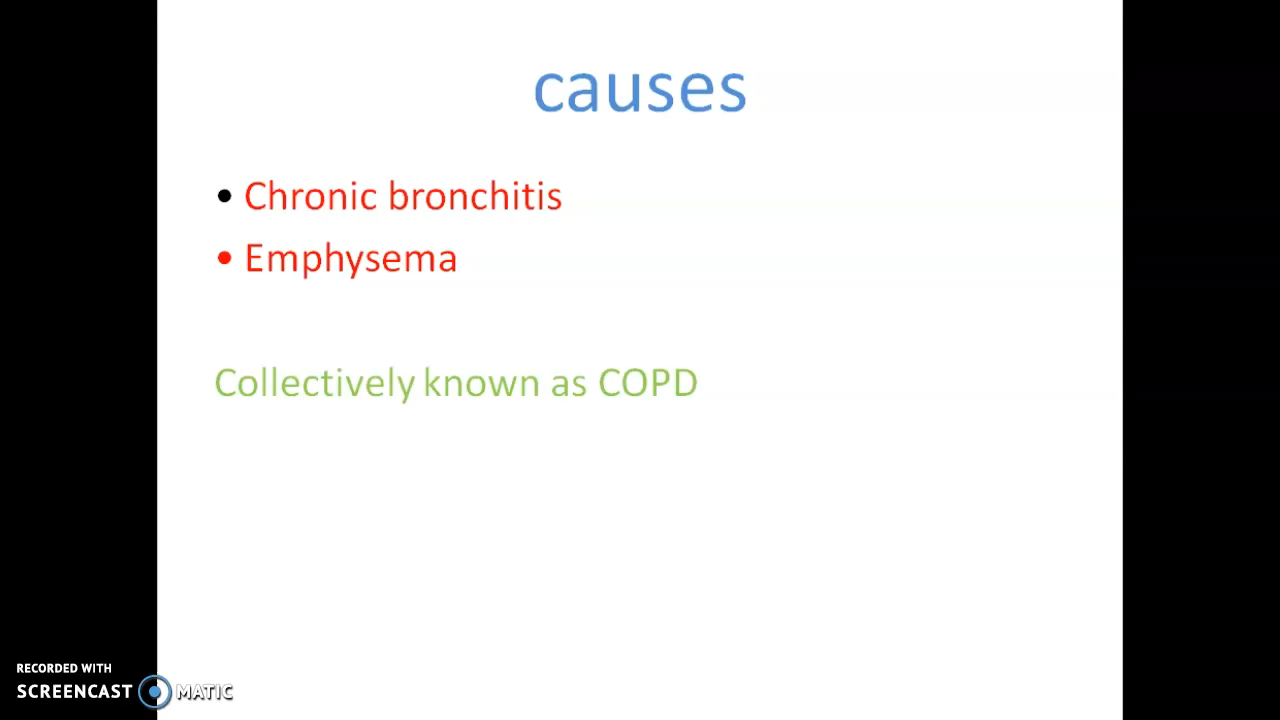 causes
• Chronic bronchitis
• Emphysema
Collectively known as COPD
RECORDED WITH
SCREENCAST MATIC